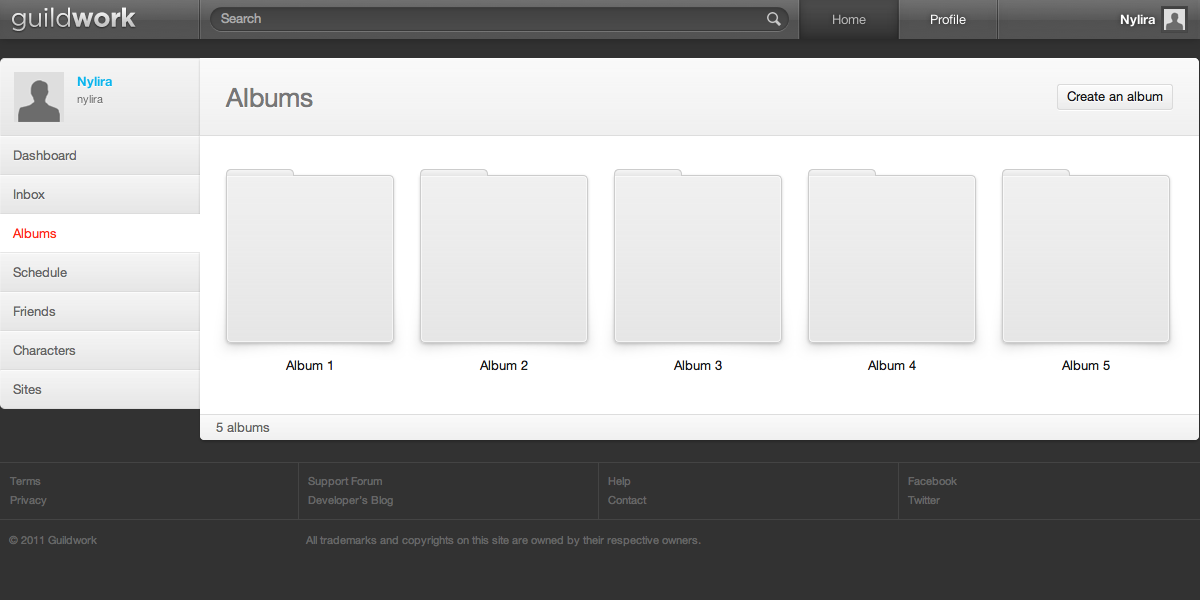 guildwork Search Home Profile Nylira
Nylira
nylira
Dashboard
Inbox
Albums
Schedule
Friends
Characters
Sites
Albums Create an album
Album 1 Album 2 Album 3 Album 4 Album 5
5 albums
Terms Support Forum Help Facebook
Privacy Developer's Blog Contact Twitter
© 2011 Guildwork All trademarks and copyrights on this site are owned by their respective owners.